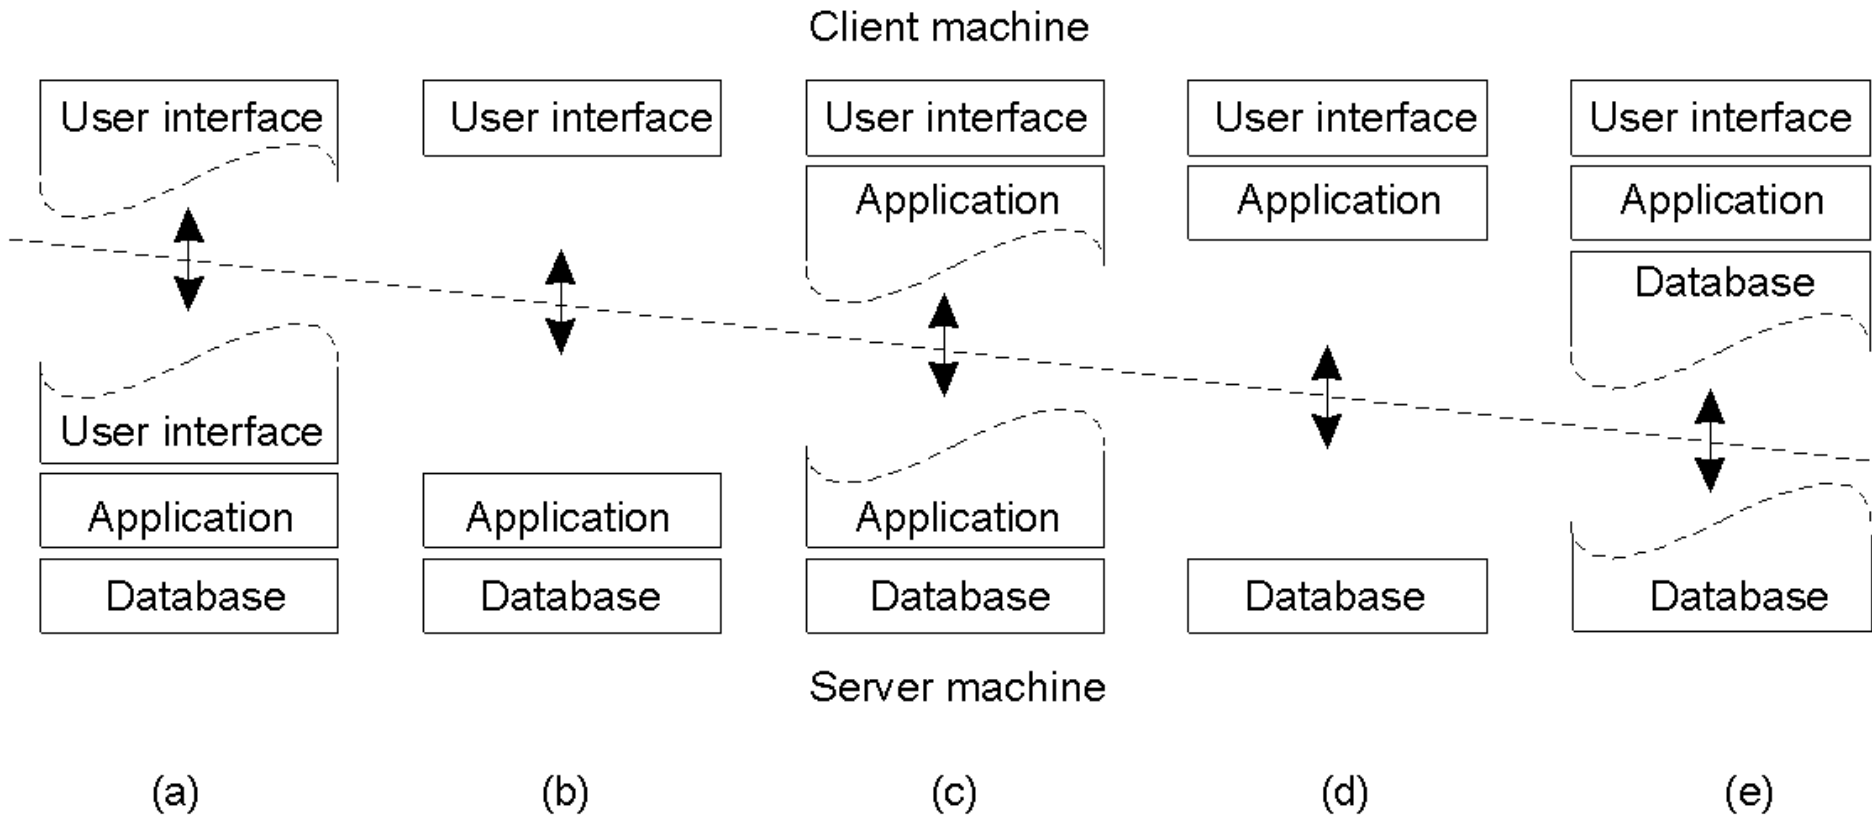 Client machine
User interface
User interface
User interface
User interface
User interface
Application
Application
Application
Database
User interface
Application
Application
Application
Database
Database
Database
Database
Database
Server machine
(a)
(b)
(c)
(d)
(e)